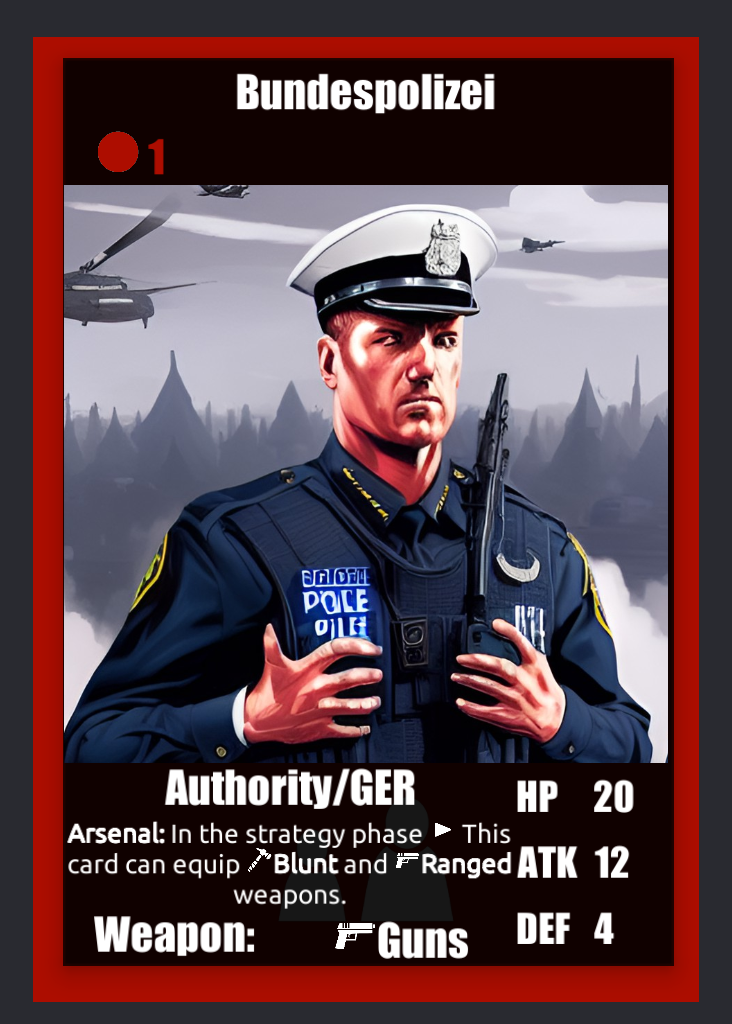 Bundespolizei
1
POLICE
Authority/GER
Arsenal: In the strategy phase This
card can equip Blunt and Ranged
weapons.
Weapon: Guns
HP 20
ATK 12
DEF 4